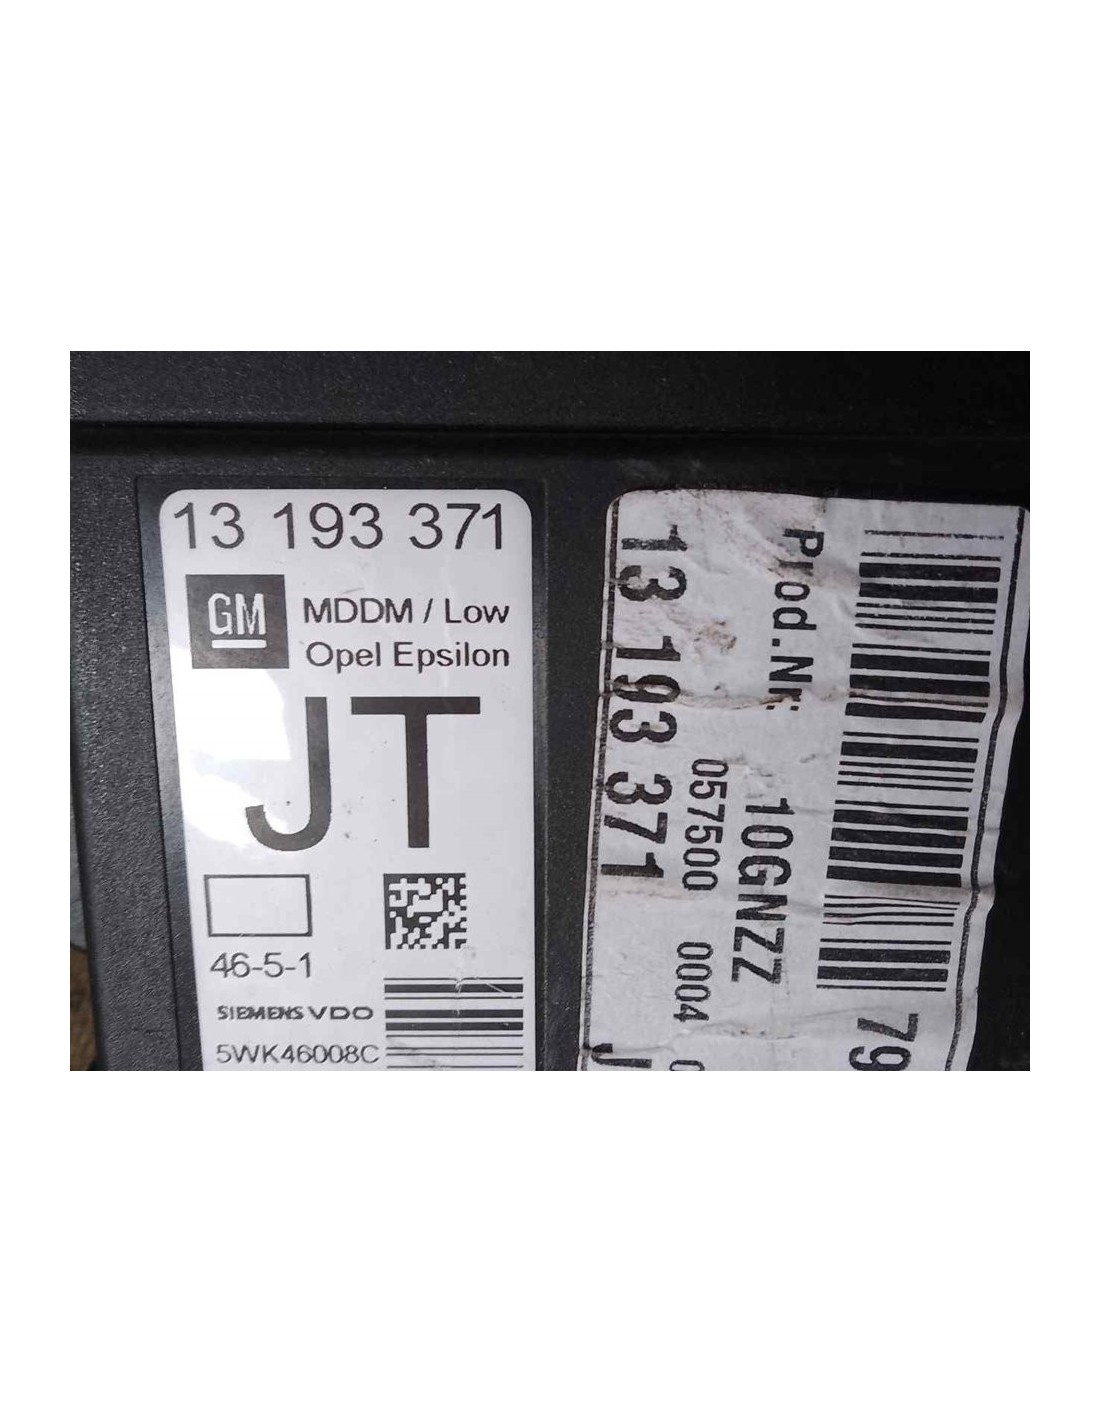 13 193 371
GM
MDDM / Low
Opel Epsilon
JT
46-5-1
SIEMENS VDO
5WK46008C
Prod.Nr.
10GNZZ
79
057500 0004
13 193 371
J